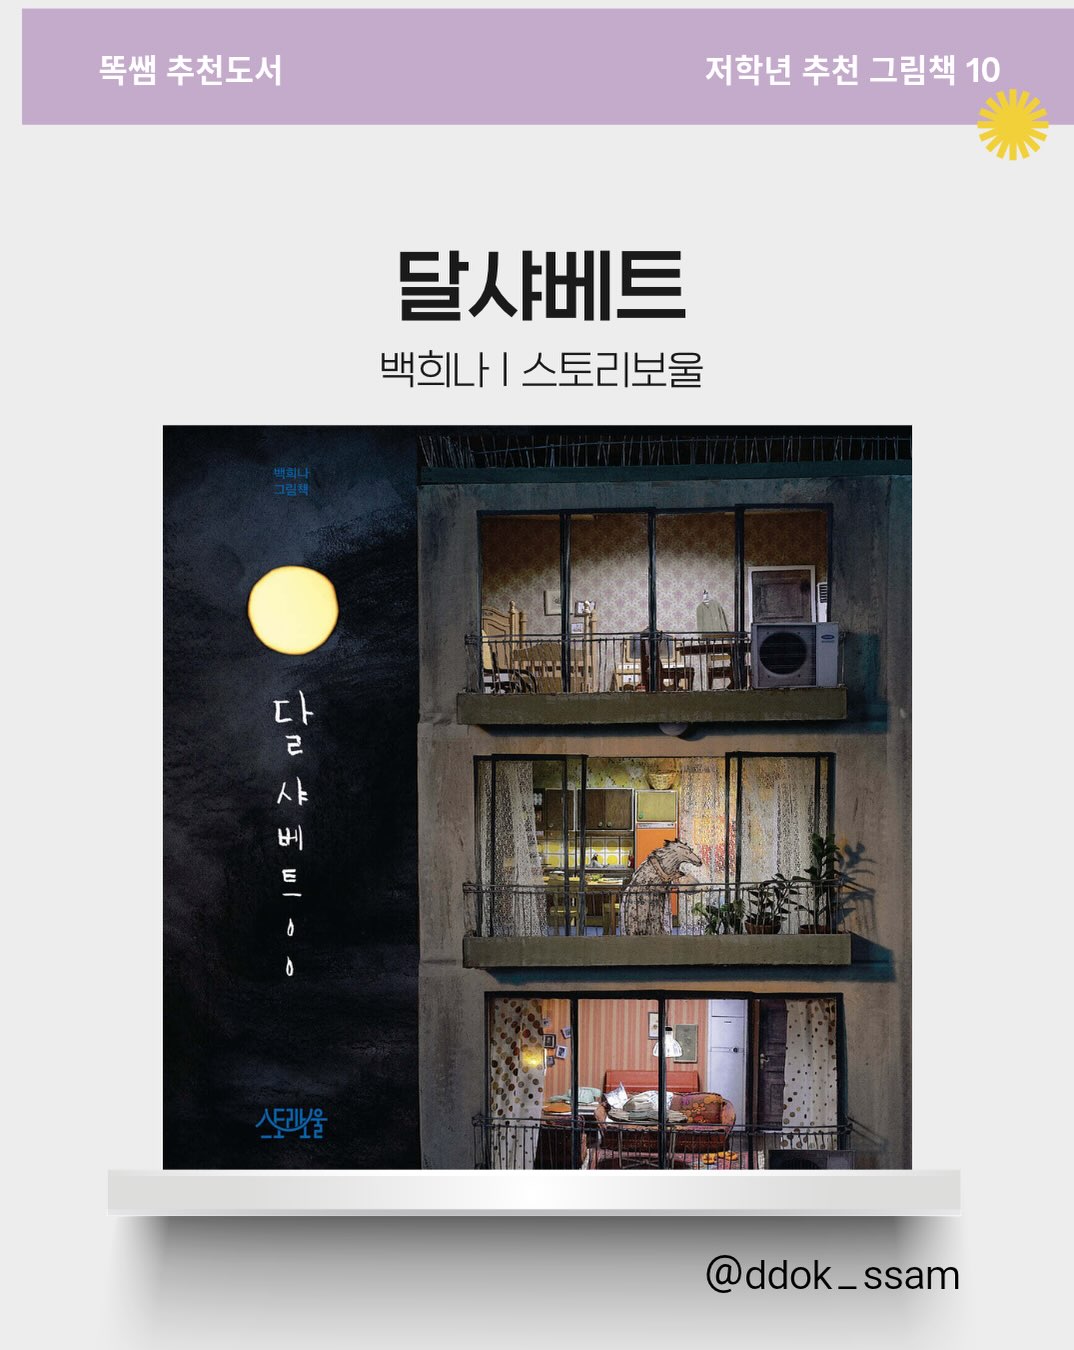 똑쌤 추천도서
저학년 추천 그림책 10
달샤베트
백희나 | 스토리보울
백희나
그림책
달
샤
베
트
스토리보울
@ddok_ssam